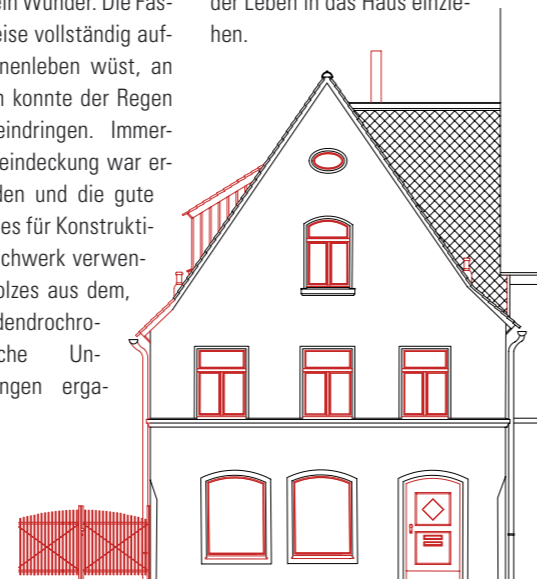 ein Wunder. Die Fas-
eise vollständig auf-
nenleben wüst, an
konnte der Regen
eindringen. Immer-
eindeckung war er-
den und die gute
es für Konstrukti-
chwerk verwen-
olzes aus dem,
dendrochro-
che Un-
ngen erga-
der Leben in das Haus einzie-
hen.